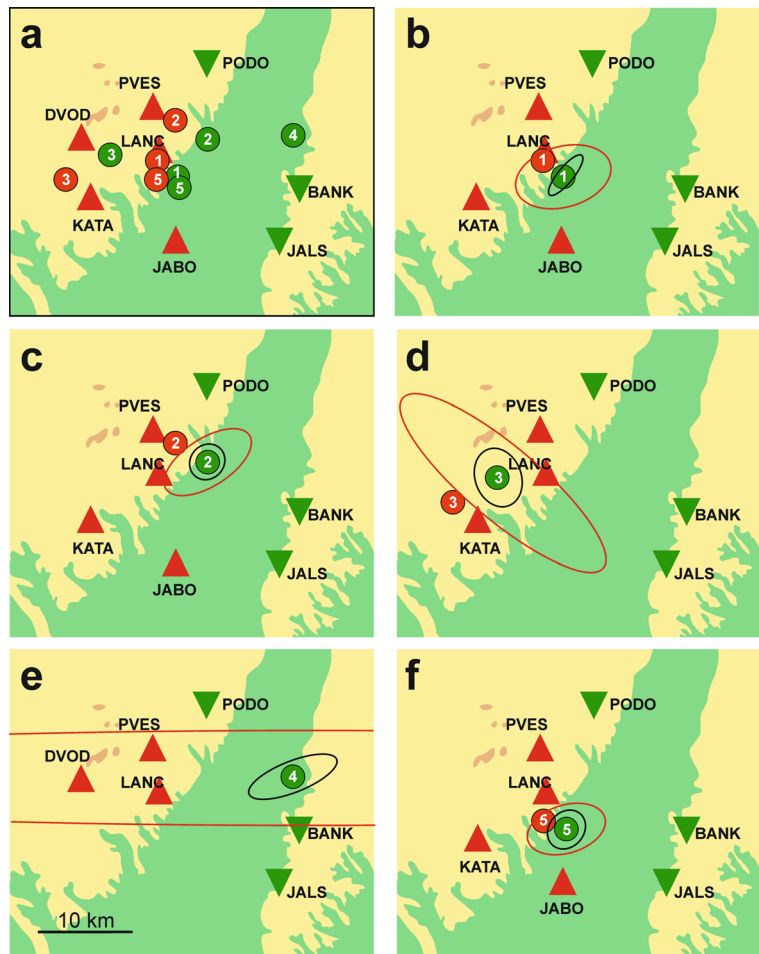 a
PODO
PVES
DVOD
2
LANC
2
4
3
1
3
5
1
5
BANK
KATA
JALS
JABO
b
PODO
PVES
LANC
1
1
BANK
KATA
JALS
JABO
c
PODO
PVES
2
LANC
2
BANK
KATA
JALS
JABO
d
PODO
PVES
LANC
3
3
BANK
KATA
JALS
e
PODO
PVES
DVOD
LANC
4
BANK
JALS
10 km
f
PODO
PVES
LANC
5
5
BANK
KATA
JALS
JABO